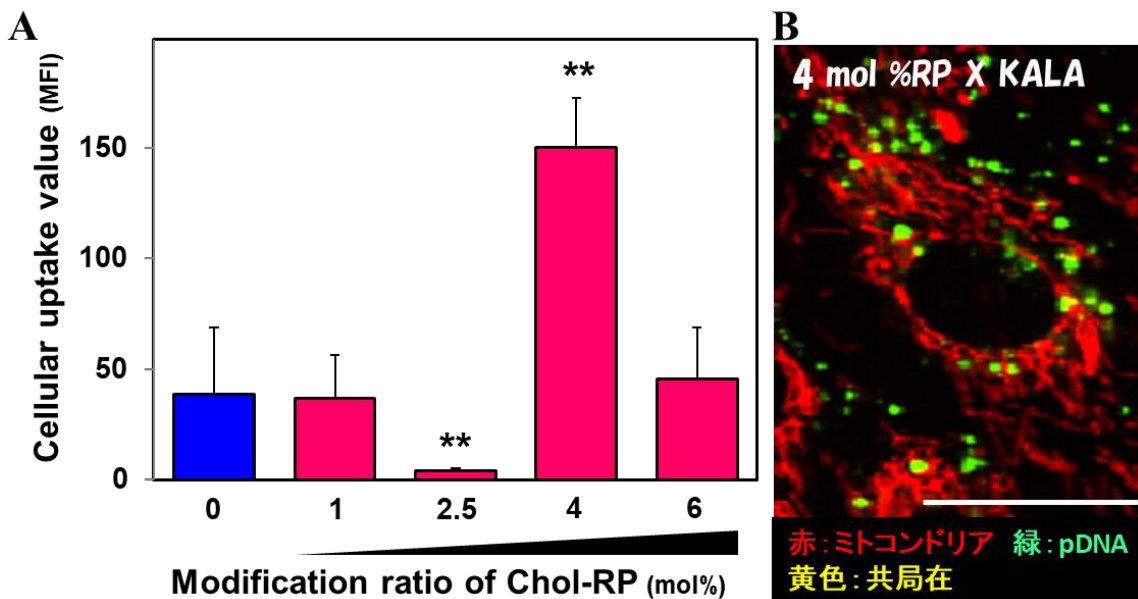 A
Cellular uptake value (MFI)
150
100
50
0
**
**
0 1 2.5 4 6
Modification ratio of Chol-RP (mol%)
B
4 mol %RP X KALA
赤：ミトコンドリア 緑：pDNA
黄色：共局在